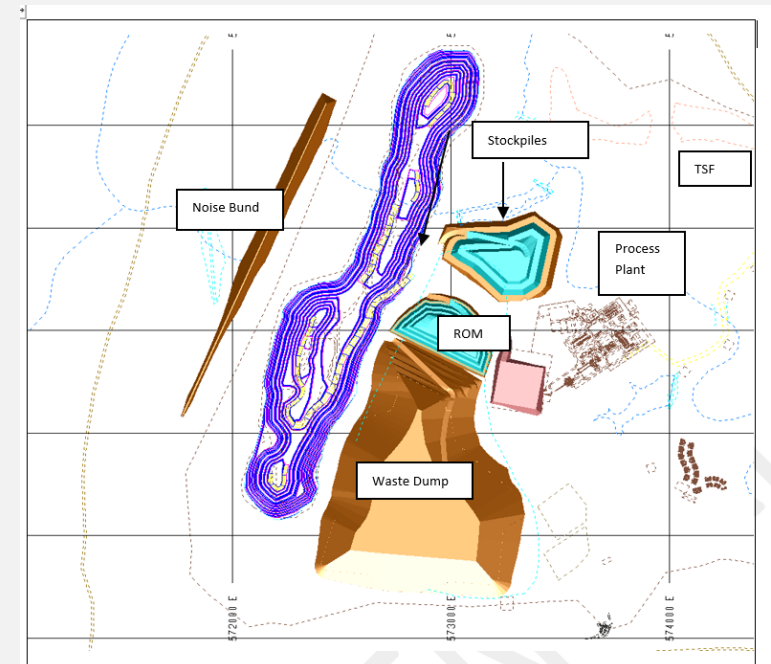 Stockpiles
TSF
Noise Bund
Process
Plant
ROM
Waste Dump
572000 E
573000 E
574000 E